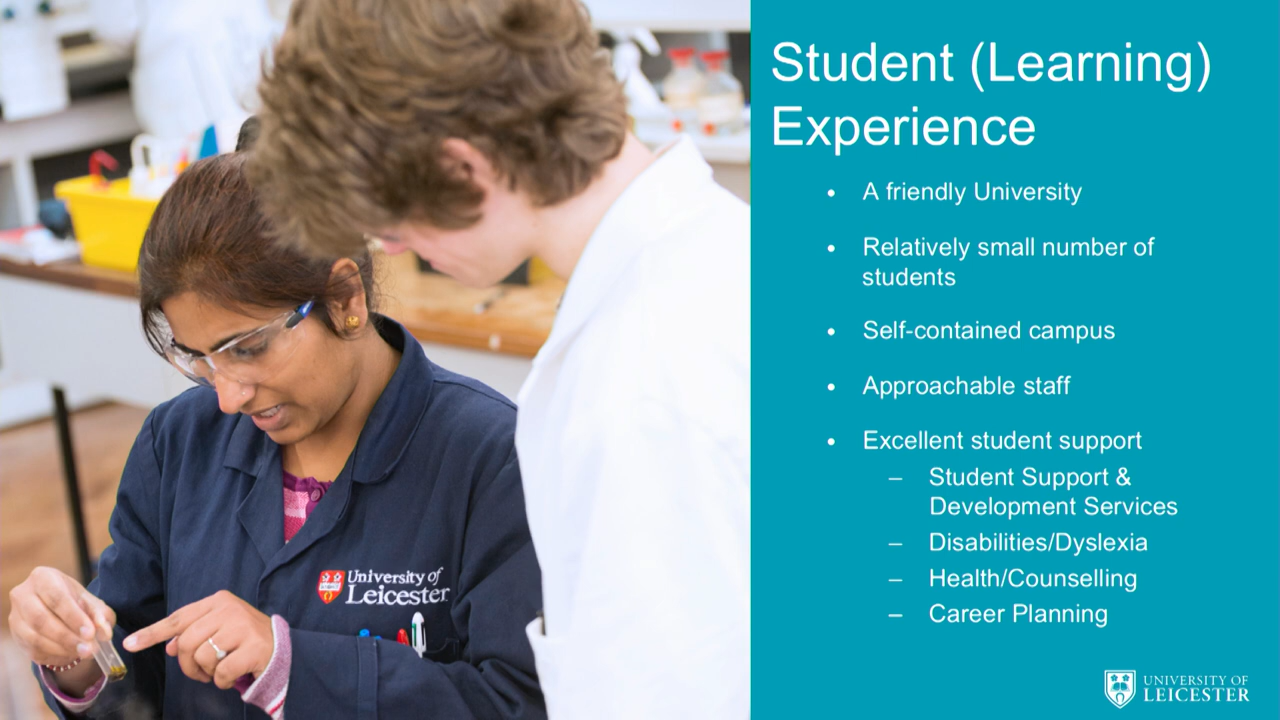 Student (Learning)
Experience
• A friendly University
• Relatively small number of
students
• Self-contained campus
• Approachable staff
• Excellent student support
– Student Support &
Development Services
– Disabilities/Dyslexia
– Health/Counselling
– Career Planning
University of
Leicester
UNIVERSITY OF
LEICESTER